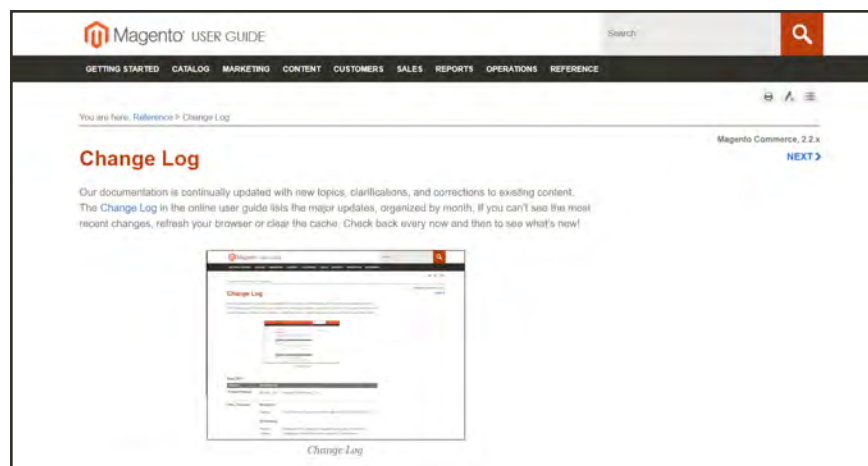 Magento® USER GUIDE
Search
GETTING STARTED CATALOG MARKETING CONTENT CUSTOMERS SALES REPORTS OPERATIONS REFERENCE
You are here: Reference > Change Log
Magento Commerce, 2.2.x
NEXT >
Change Log
Our documentation is continually updated with new topics, clarifications, and corrections to existing content.
The Change Log in the online user guide lists the major updates, organized by month. If you can't see the most
recent changes, refresh your browser or clear the cache. Check back every now and then to see what's new!
Magento
Change Log
Change Log